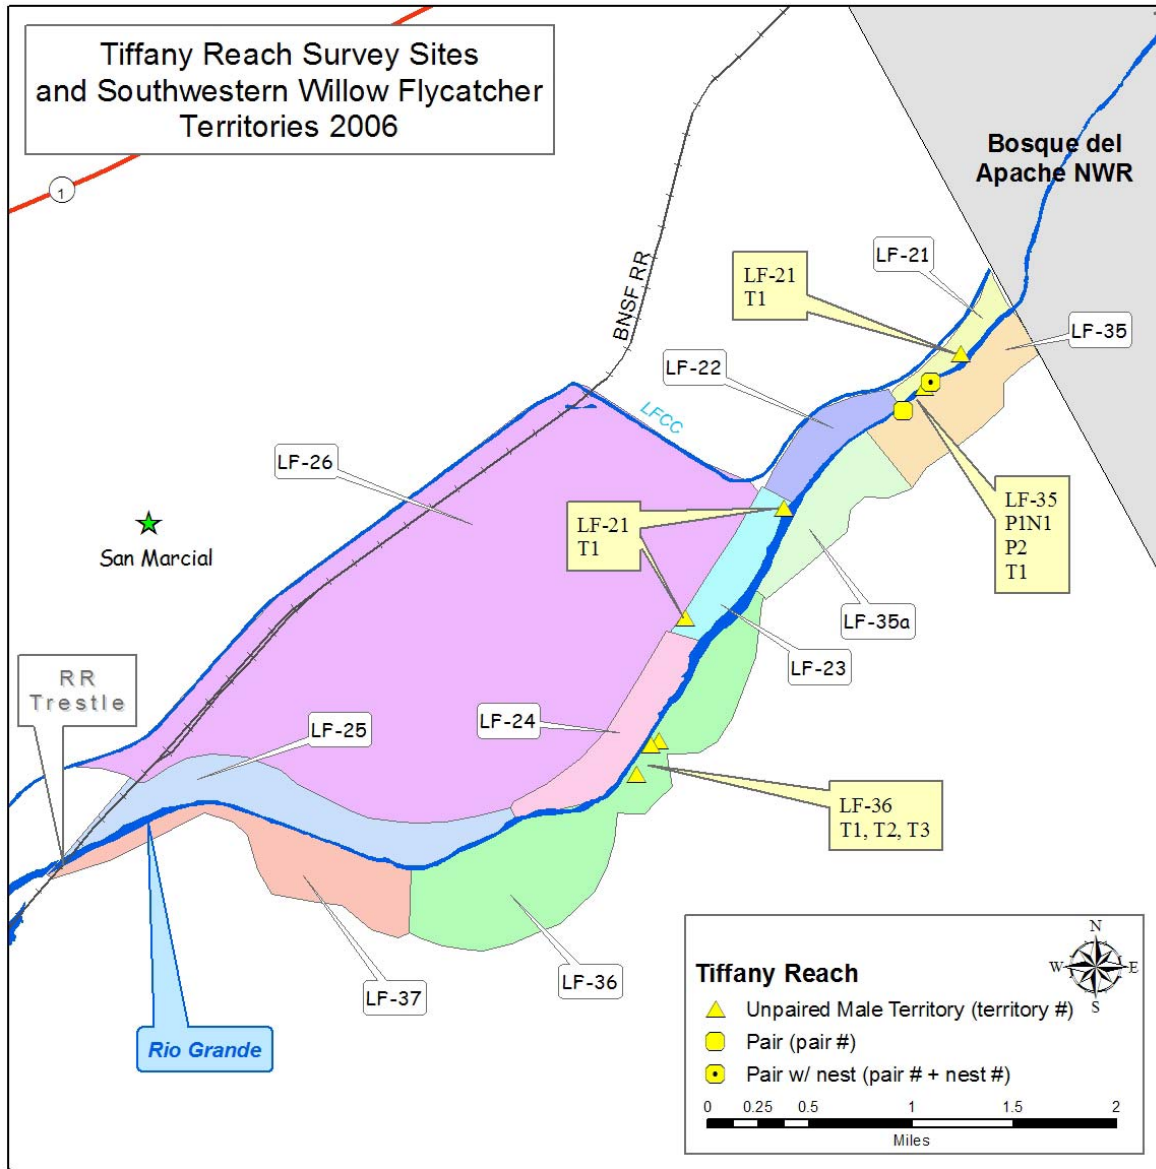 Tiffany Reach Survey Sites
and Southwestern Willow Flycatcher
Territories 2006
1
Bosque del
Apache NWR
BNSF RR
LF-21
T1
LF-21
LF-35
LF-22
LFCC
LF-26
San Marcial
LF-21
T1
LF-35
P1N1
P2
T1
LF-35a
LF-23
RR
Trestle
LF-25
LF-24
LF-36
T1, T2, T3
LF-37
LF-36
Rio Grande
Tiffany Reach
N
W
E
S
Unpaired Male Territory (territory #)
Pair (pair #)
Pair w/ nest (pair # + nest #)
0 0.25 0.5 1 1.5 2
Miles